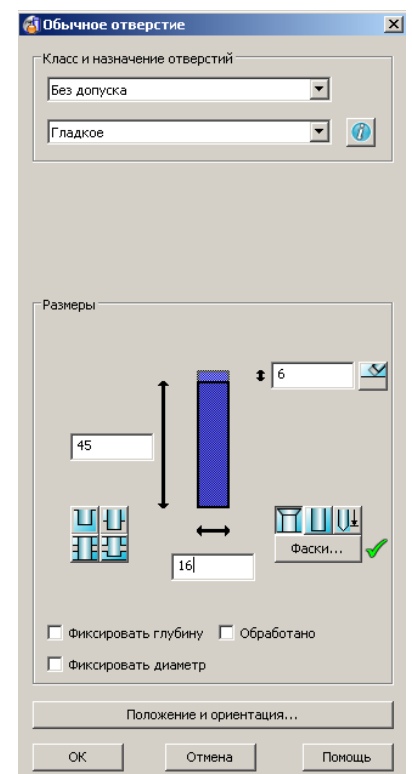 Обычное отверстие
Класс и назначение отверстий
Без допуска
Гладкое
Размеры
6
45
Фаски...
16
Фиксировать глубину Обработано
Фиксировать диаметр
Положение и ориентация...
ОК Отмена Помощь